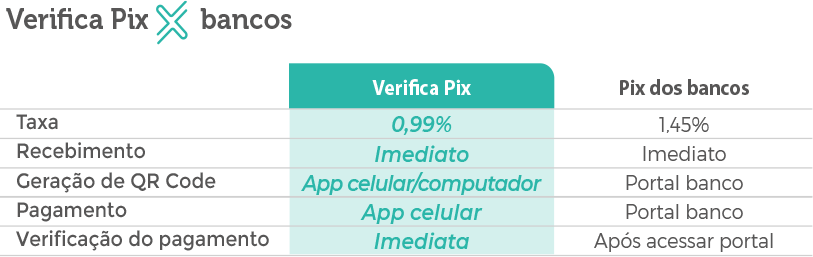 Verifica Pix X bancos
Verifica Pix Pix dos bancos
Taxa 0,99% 1,45%
Recebimento Imediato Imediato
Geração de QR Code App celular/computador Portal banco
Pagamento App celular Portal banco
Verificação do pagamento Imediata Após acessar portal